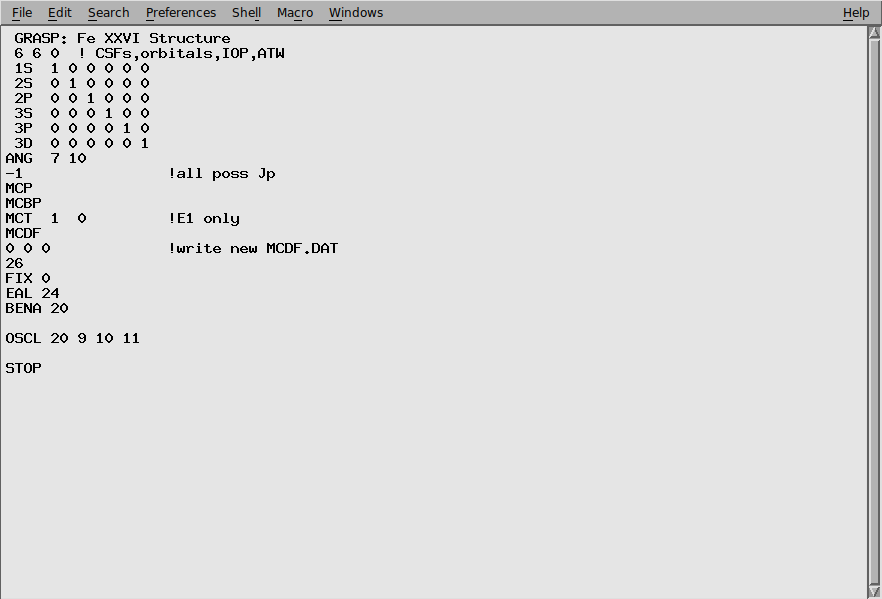 File Edit Search Preferences Shell Macro Windows Help
GRASP: Fe XXVI Structure
6 6 0 ! CSFs,orbitals,IOP,ATW
1S 1 0 0 0 0 0
2S 0 1 0 0 0 0
2P 0 0 1 0 0 0
3S 0 0 0 1 0 0
3P 0 0 0 0 1 0
3D 0 0 0 0 0 1
ANG 7 10
-1 !all poss Jp
MCP
MCBP
MCT 1 0 !E1 only
MCDF
0 0 0 !write new MCDF.DAT
26
FIX 0
EAL 24
BENA 20
OSCL 20 9 10 11
STOP